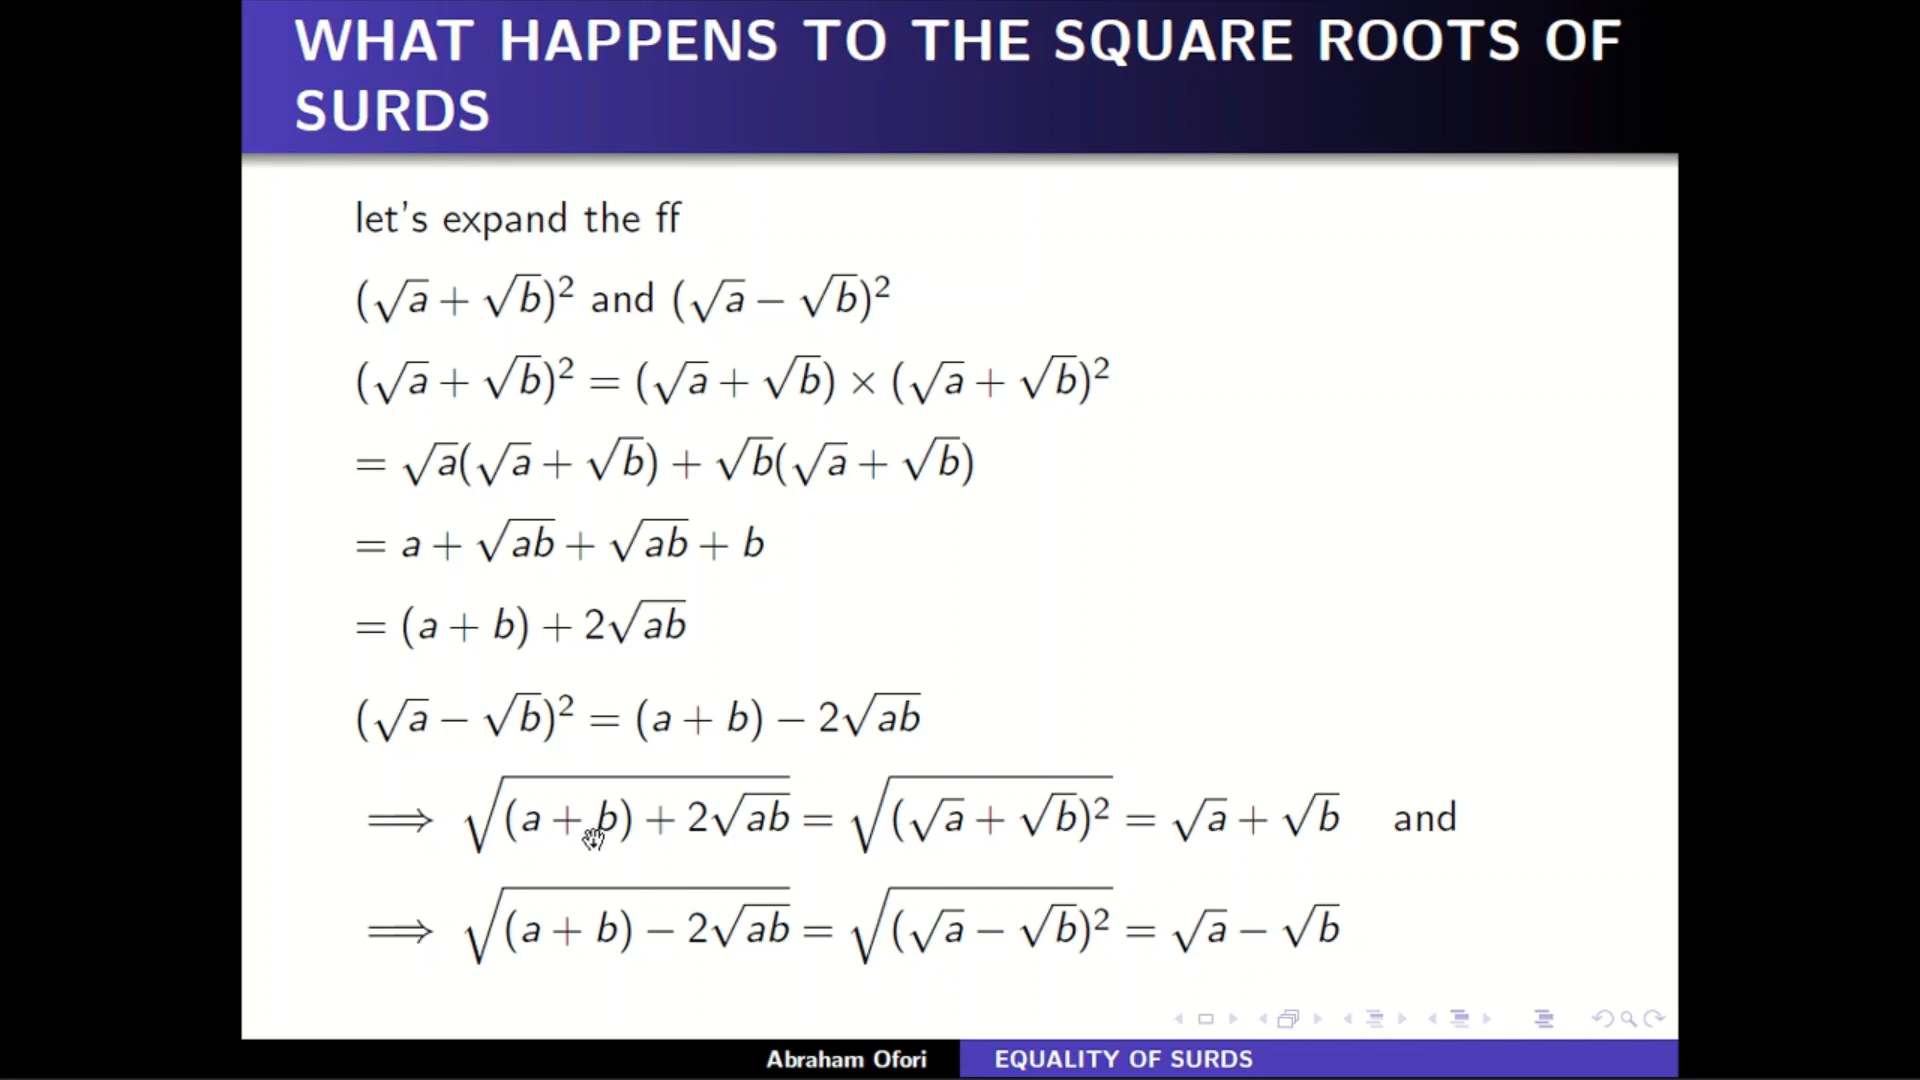 WHAT HAPPENS TO THE SQUARE ROOTS OF
SURDS
let's expand the ff
(√a + √b)² and (√a − √b)²
(√a + √b)² = (√a + √b) × (√a + √b)²
= √a(√a + √b) + √b(√a + √b)
= a + √ab + √ab + b
= (a + b) + 2√ab
(√a − √b)² = (a + b) − 2√ab
⟹ √((a + b) + 2√ab) = √((√a + √b)²) = √a + √b and
⟹ √((a + b) − 2√ab) = √((√a − √b)²) = √a − √b
Abraham Ofori EQUALITY OF SURDS